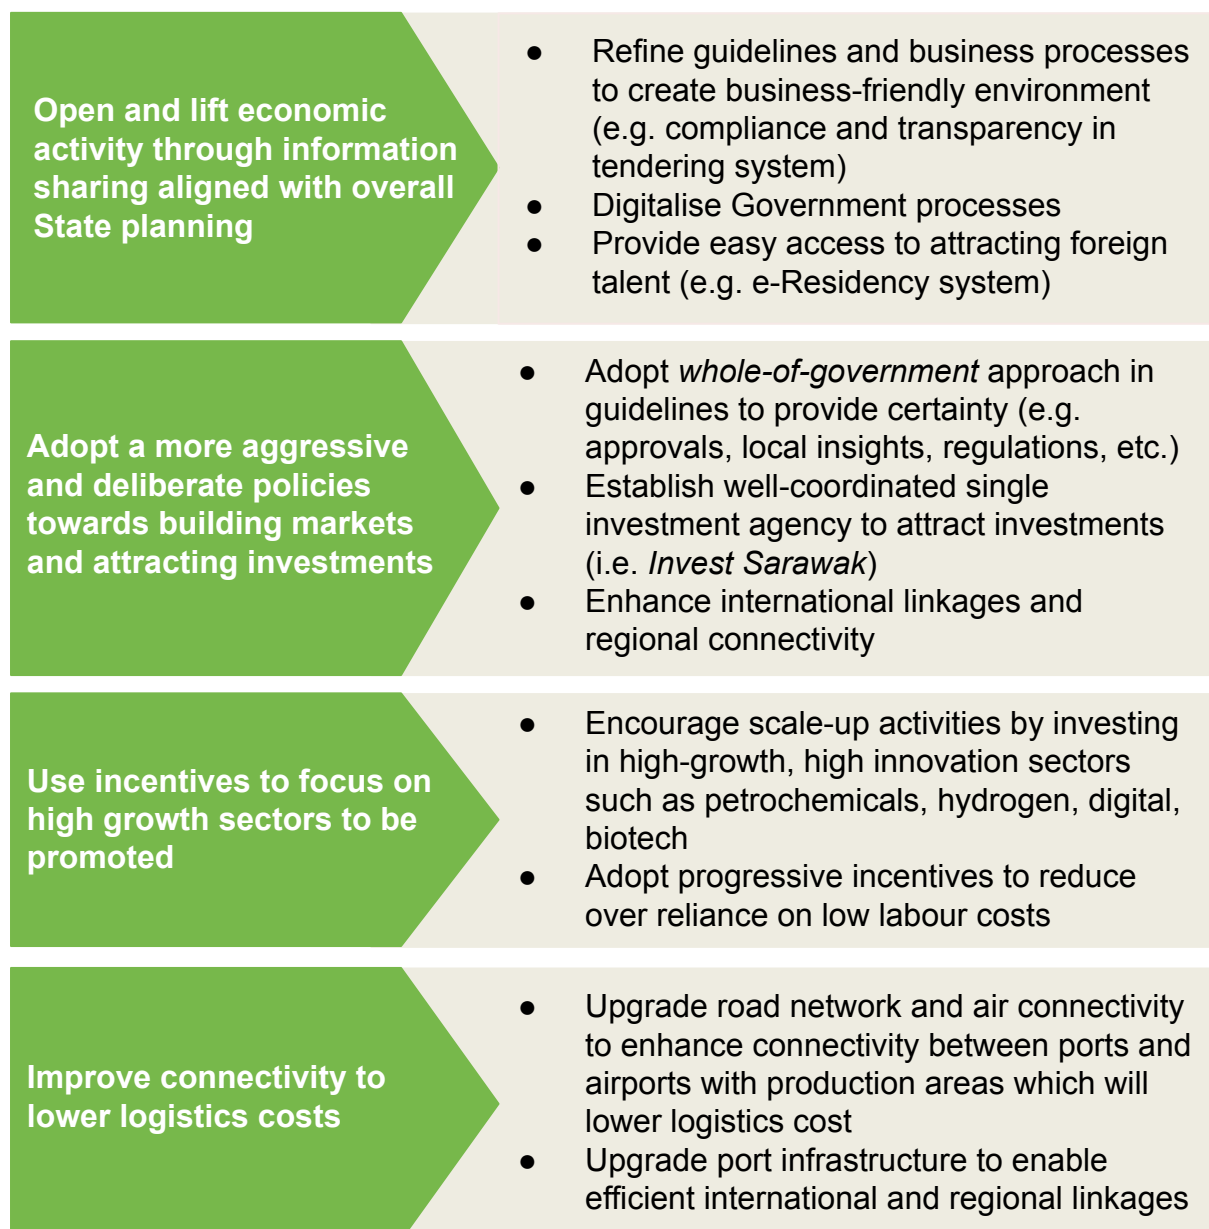 Open and lift economic
activity through information
sharing aligned with overall
State planning
● Refine guidelines and business processes
to create business-friendly environment
(e.g. compliance and transparency in
tendering system)
● Digitalise Government processes
● Provide easy access to attracting foreign
talent (e.g. e-Residency system)
Adopt a more aggressive
and deliberate policies
towards building markets
and attracting investments
● Adopt whole-of-government approach in
guidelines to provide certainty (e.g.
approvals, local insights, regulations, etc.)
● Establish well-coordinated single
investment agency to attract investments
(i.e. Invest Sarawak)
● Enhance international linkages and
regional connectivity
Use incentives to focus on
high growth sectors to be
promoted
● Encourage scale-up activities by investing
in high-growth, high innovation sectors
such as petrochemicals, hydrogen, digital,
biotech
● Adopt progressive incentives to reduce
over reliance on low labour costs
Improve connectivity to
lower logistics costs
● Upgrade road network and air connectivity
to enhance connectivity between ports and
airports with production areas which will
lower logistics cost
● Upgrade port infrastructure to enable
efficient international and regional linkages